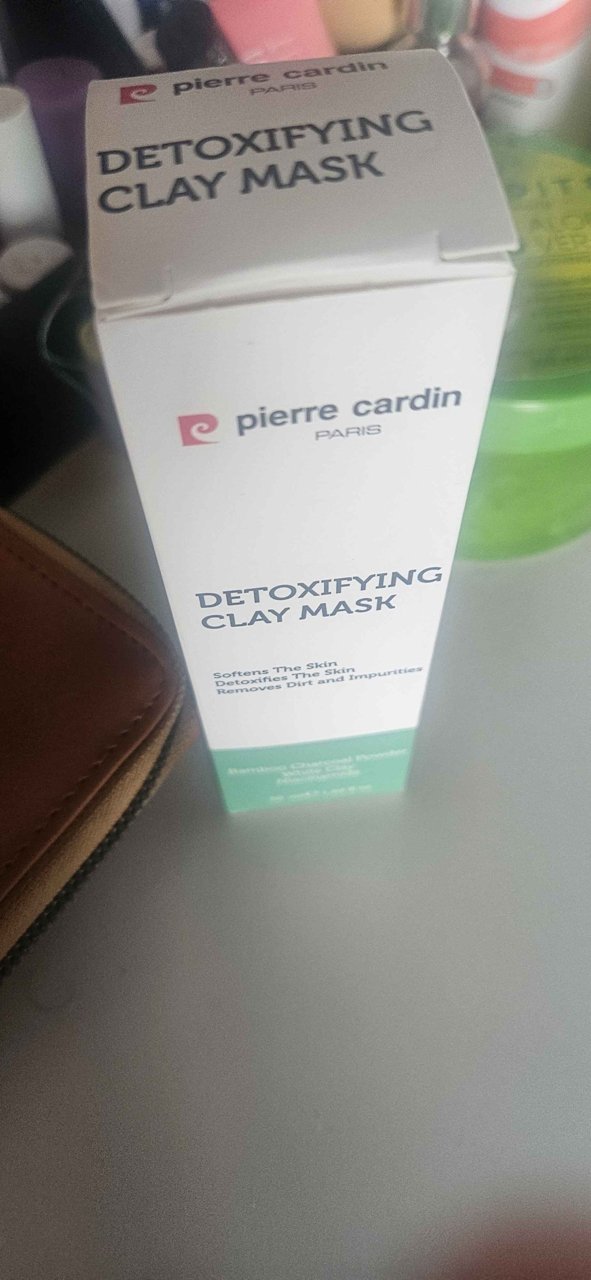 pierre cardin
PARIS
DETOXIFYING
CLAY MASK
pierre cardin
PARIS
DETOXIFYING
CLAY MASK
Softens The Skin
Detoxifies The Skin
Removes Dirt and Impurities
Bamboo Charcoal Powder
White Clay
Niacinamide